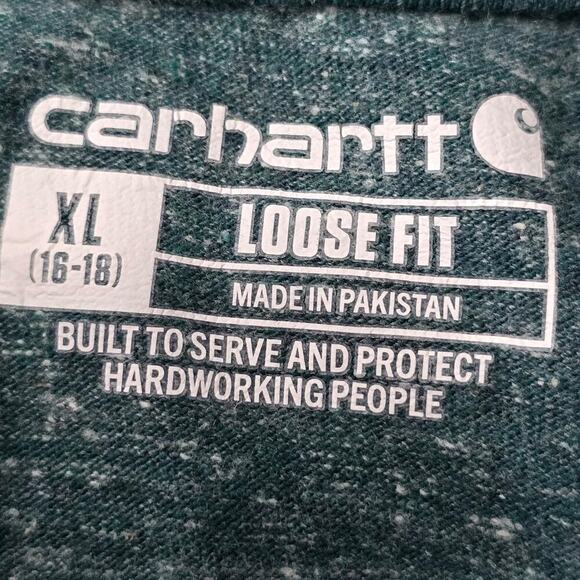 carhartt
XL
(16-18)
LOOSE FIT
MADE IN PAKISTAN
BUILT TO SERVE AND PROTECT
HARDWORKING PEOPLE